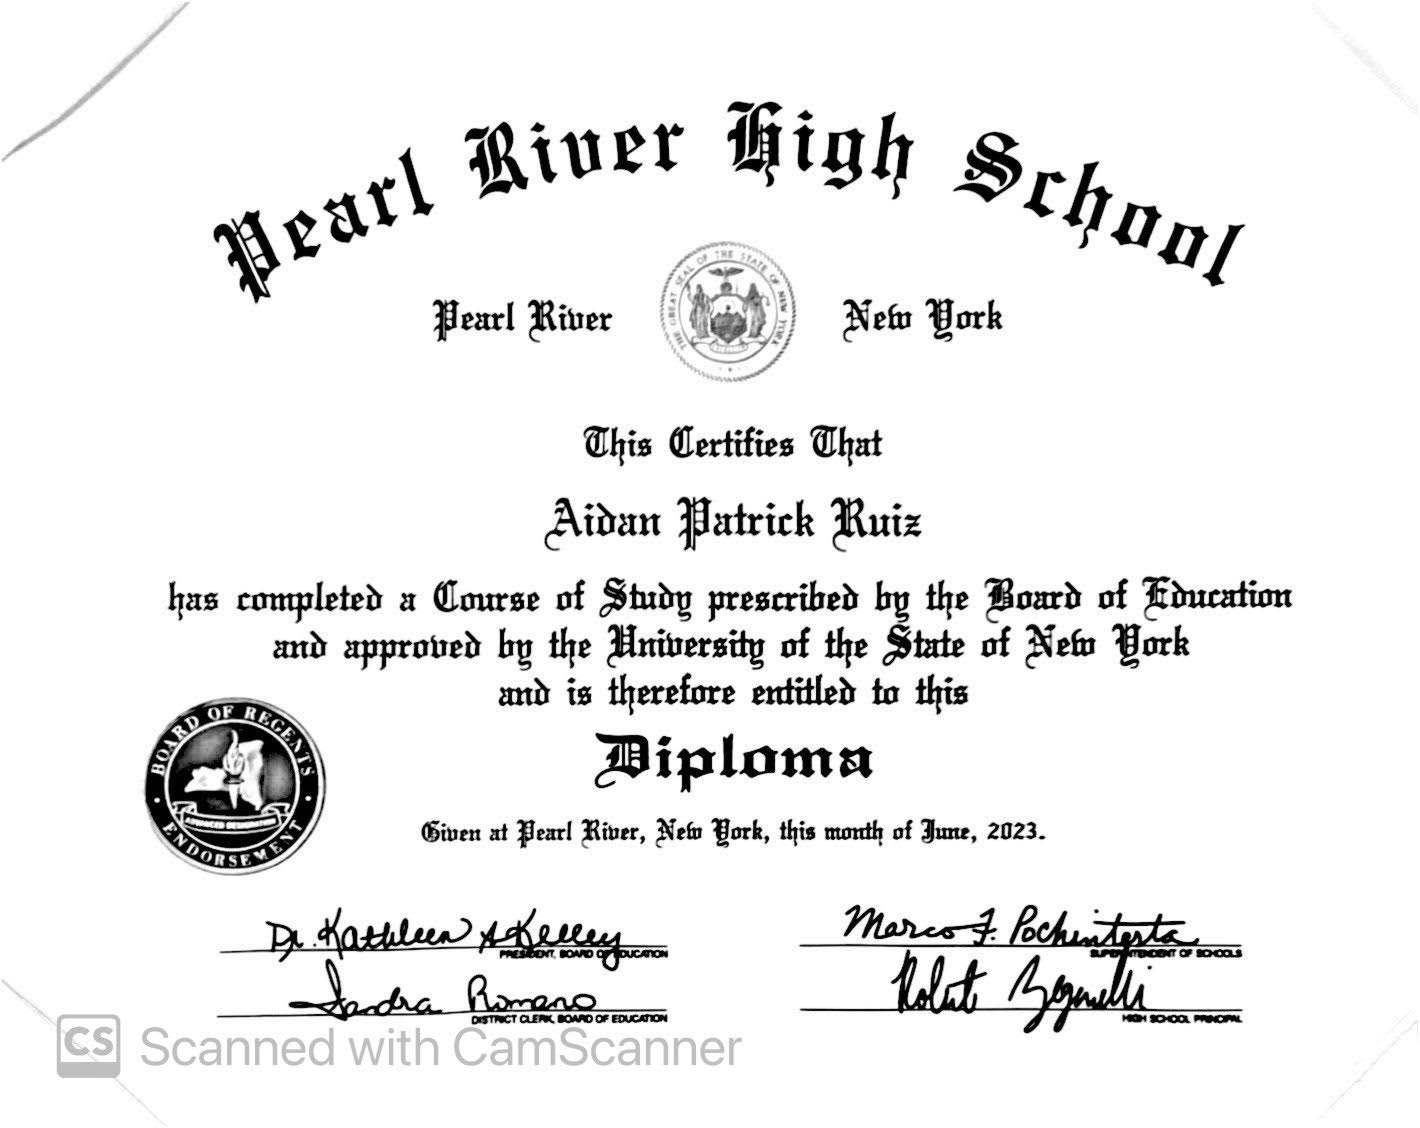 Pearl River High School
Pearl River New York
THE GREAT SEAL OF THE STATE OF NEW YORK
This Certifies That
Aidan Patrick Ruiz
has completed a Course of Study prescribed by the Board of Education
and approved by the University of the State of New York
and is therefore entitled to this
Diploma
BOARD OF REGENTS
ADVANCED DESIGNATION
ENDORSEMENT
Given at Pearl River, New York, this month of June, 2023.
Dr. Kathleen A Kelley
PRESIDENT, BOARD OF EDUCATION
Marco F. Pochintesta
SUPERINTENDENT OF SCHOOLS
Sandra Romano
DISTRICT CLERK, BOARD OF EDUCATION
HIGH SCHOOL PRINCIPAL
CS Scanned with CamScanner